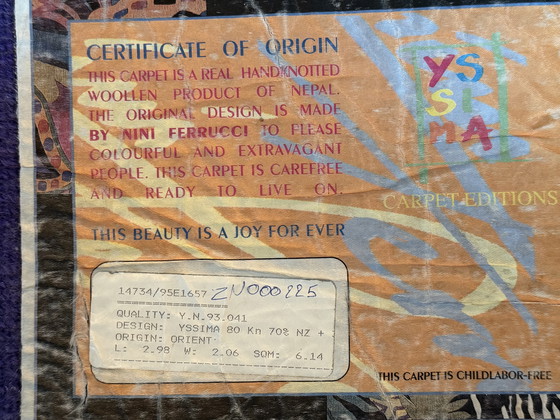 CERTIFICATE OF ORIGIN
THIS CARPET IS A REAL HANDKNOTTED
WOOLLEN PRODUCT OF NEPAL.
THE ORIGINAL DESIGN IS MADE
BY NINI FERRUCCI TO PLEASE
COLOURFUL AND EXTRAVAGANT
PEOPLE. THIS CARPET IS CAREFREE
AND READY TO LIVE ON.
THIS BEAUTY IS A JOY FOR EVER
YS
SI
MA
CARPET EDITIONS
14734/95E1657 ZN000225
QUALITY: Y.N.93.041
DESIGN: YSSIMA 80 Kn 70% NZ +
ORIGIN: ORIENT
L: 2.98 W: 2.06 SQM: 6.14
THIS CARPET IS CHILDLABOR-FREE